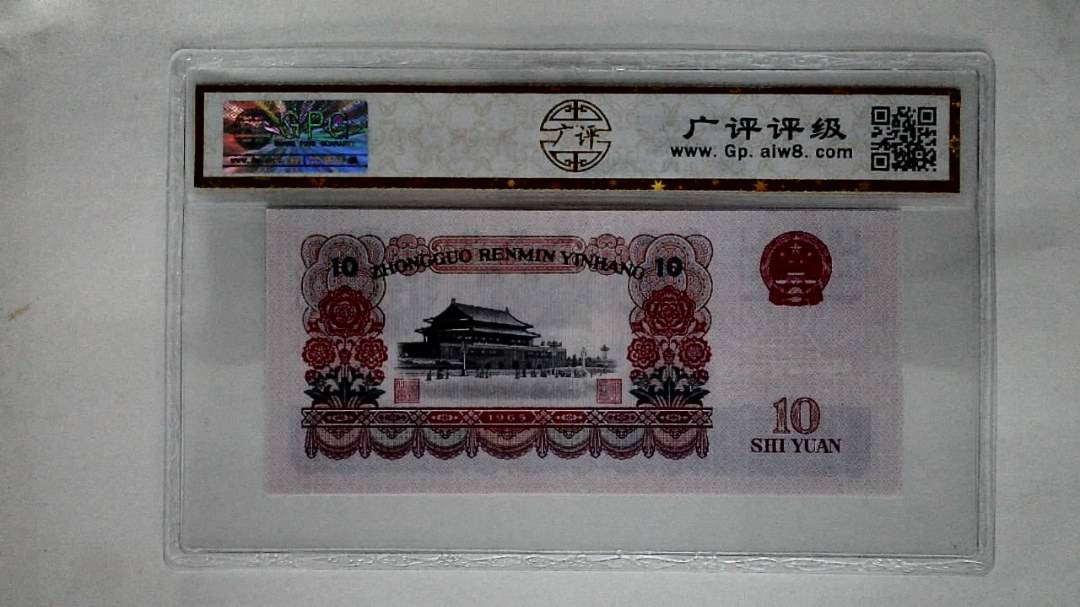 GPG
广评
广评评级
www.Gp.aiw8.com
10 ZHONGGUO RENMIN YINHANG 10
1965
10
SHI YUAN